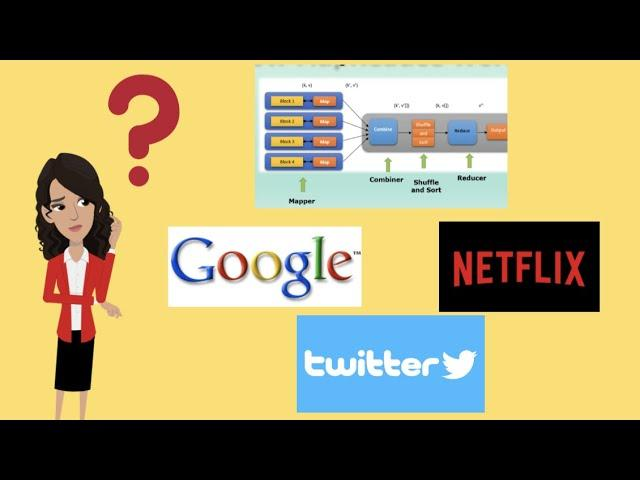 ?
(k, v)
(k', v')
(k', v'[])
(k, v[])
v''
Block 1
Map
Block 2
Map
Block 3
Map
Block 4
Map
Combine
Shuffle
and
sort
Reduce
Output
Mapper
Combiner
Shuffle
and Sort
Reducer
Google™
NETFLIX
twitter